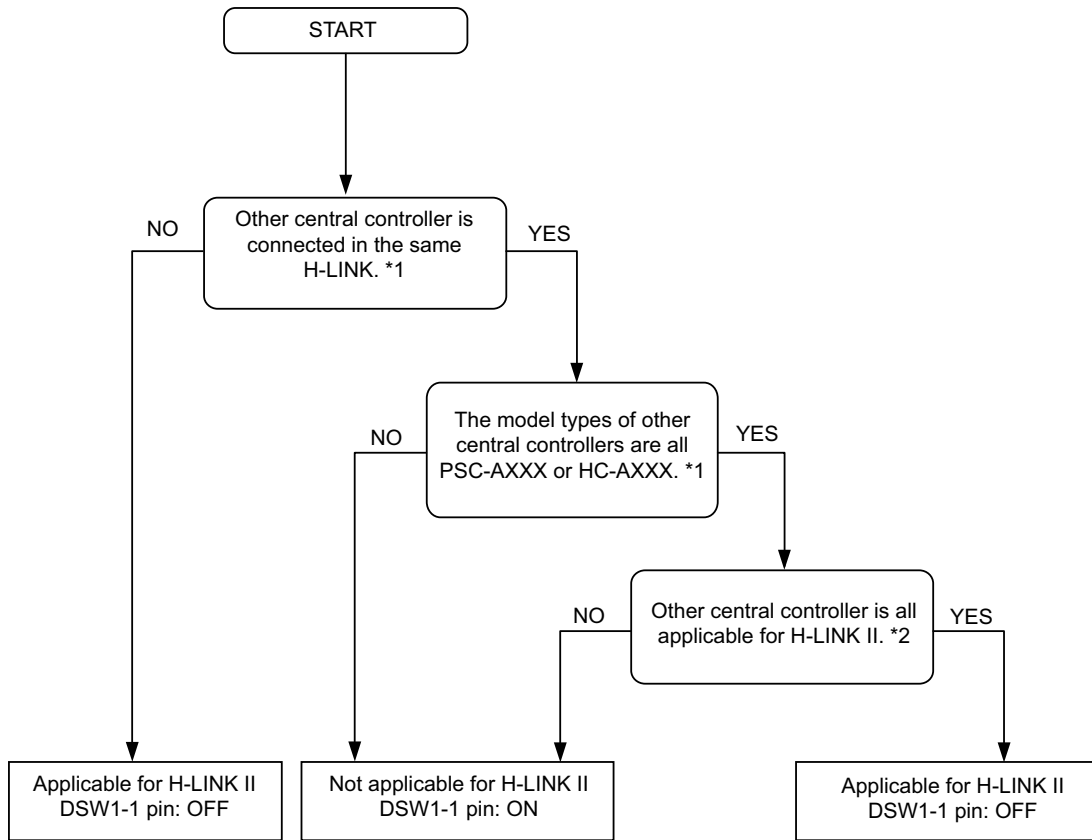 START
NO
Other central controller is
connected in the same
H-LINK. *1
YES
NO
The model types of other
central controllers are all
PSC-AXXX or HC-AXXX. *1
YES
NO
Other central controller is all
applicable for H-LINK II. *2
YES
Applicable for H-LINK II
DSW1-1 pin: OFF
Not applicable for H-LINK II
DSW1-1 pin: ON
Applicable for H-LINK II
DSW1-1 pin: OFF